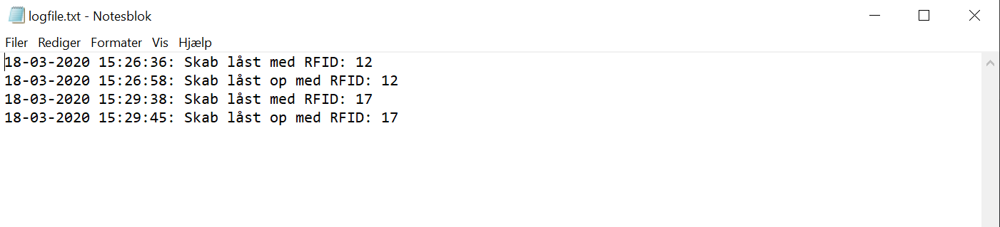 logfile.txt - Notesblok
Filer Rediger Formater Vis Hjælp
18-03-2020 15:26:36: Skab låst med RFID: 12
18-03-2020 15:26:58: Skab låst op med RFID: 12
18-03-2020 15:29:38: Skab låst med RFID: 17
18-03-2020 15:29:45: Skab låst op med RFID: 17